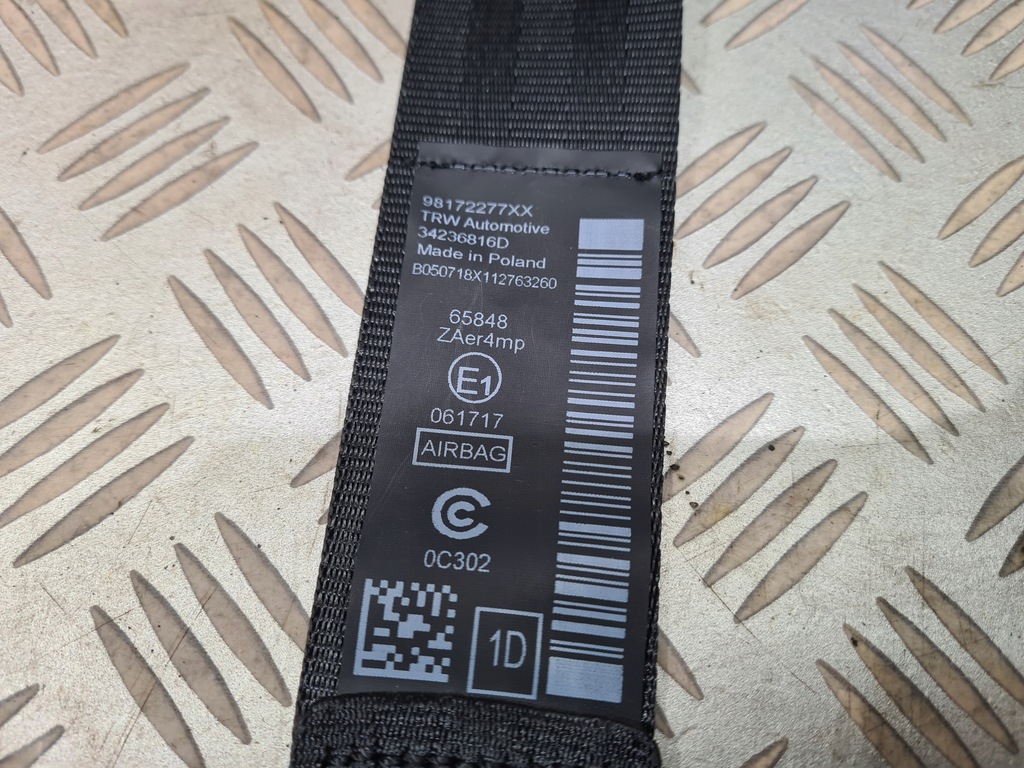 98172277XX
TRW Automotive
34236816D
Made in Poland
B050718X112763260
65848
ZAer4mp
E1
061717
AIRBAG
0C302
1D